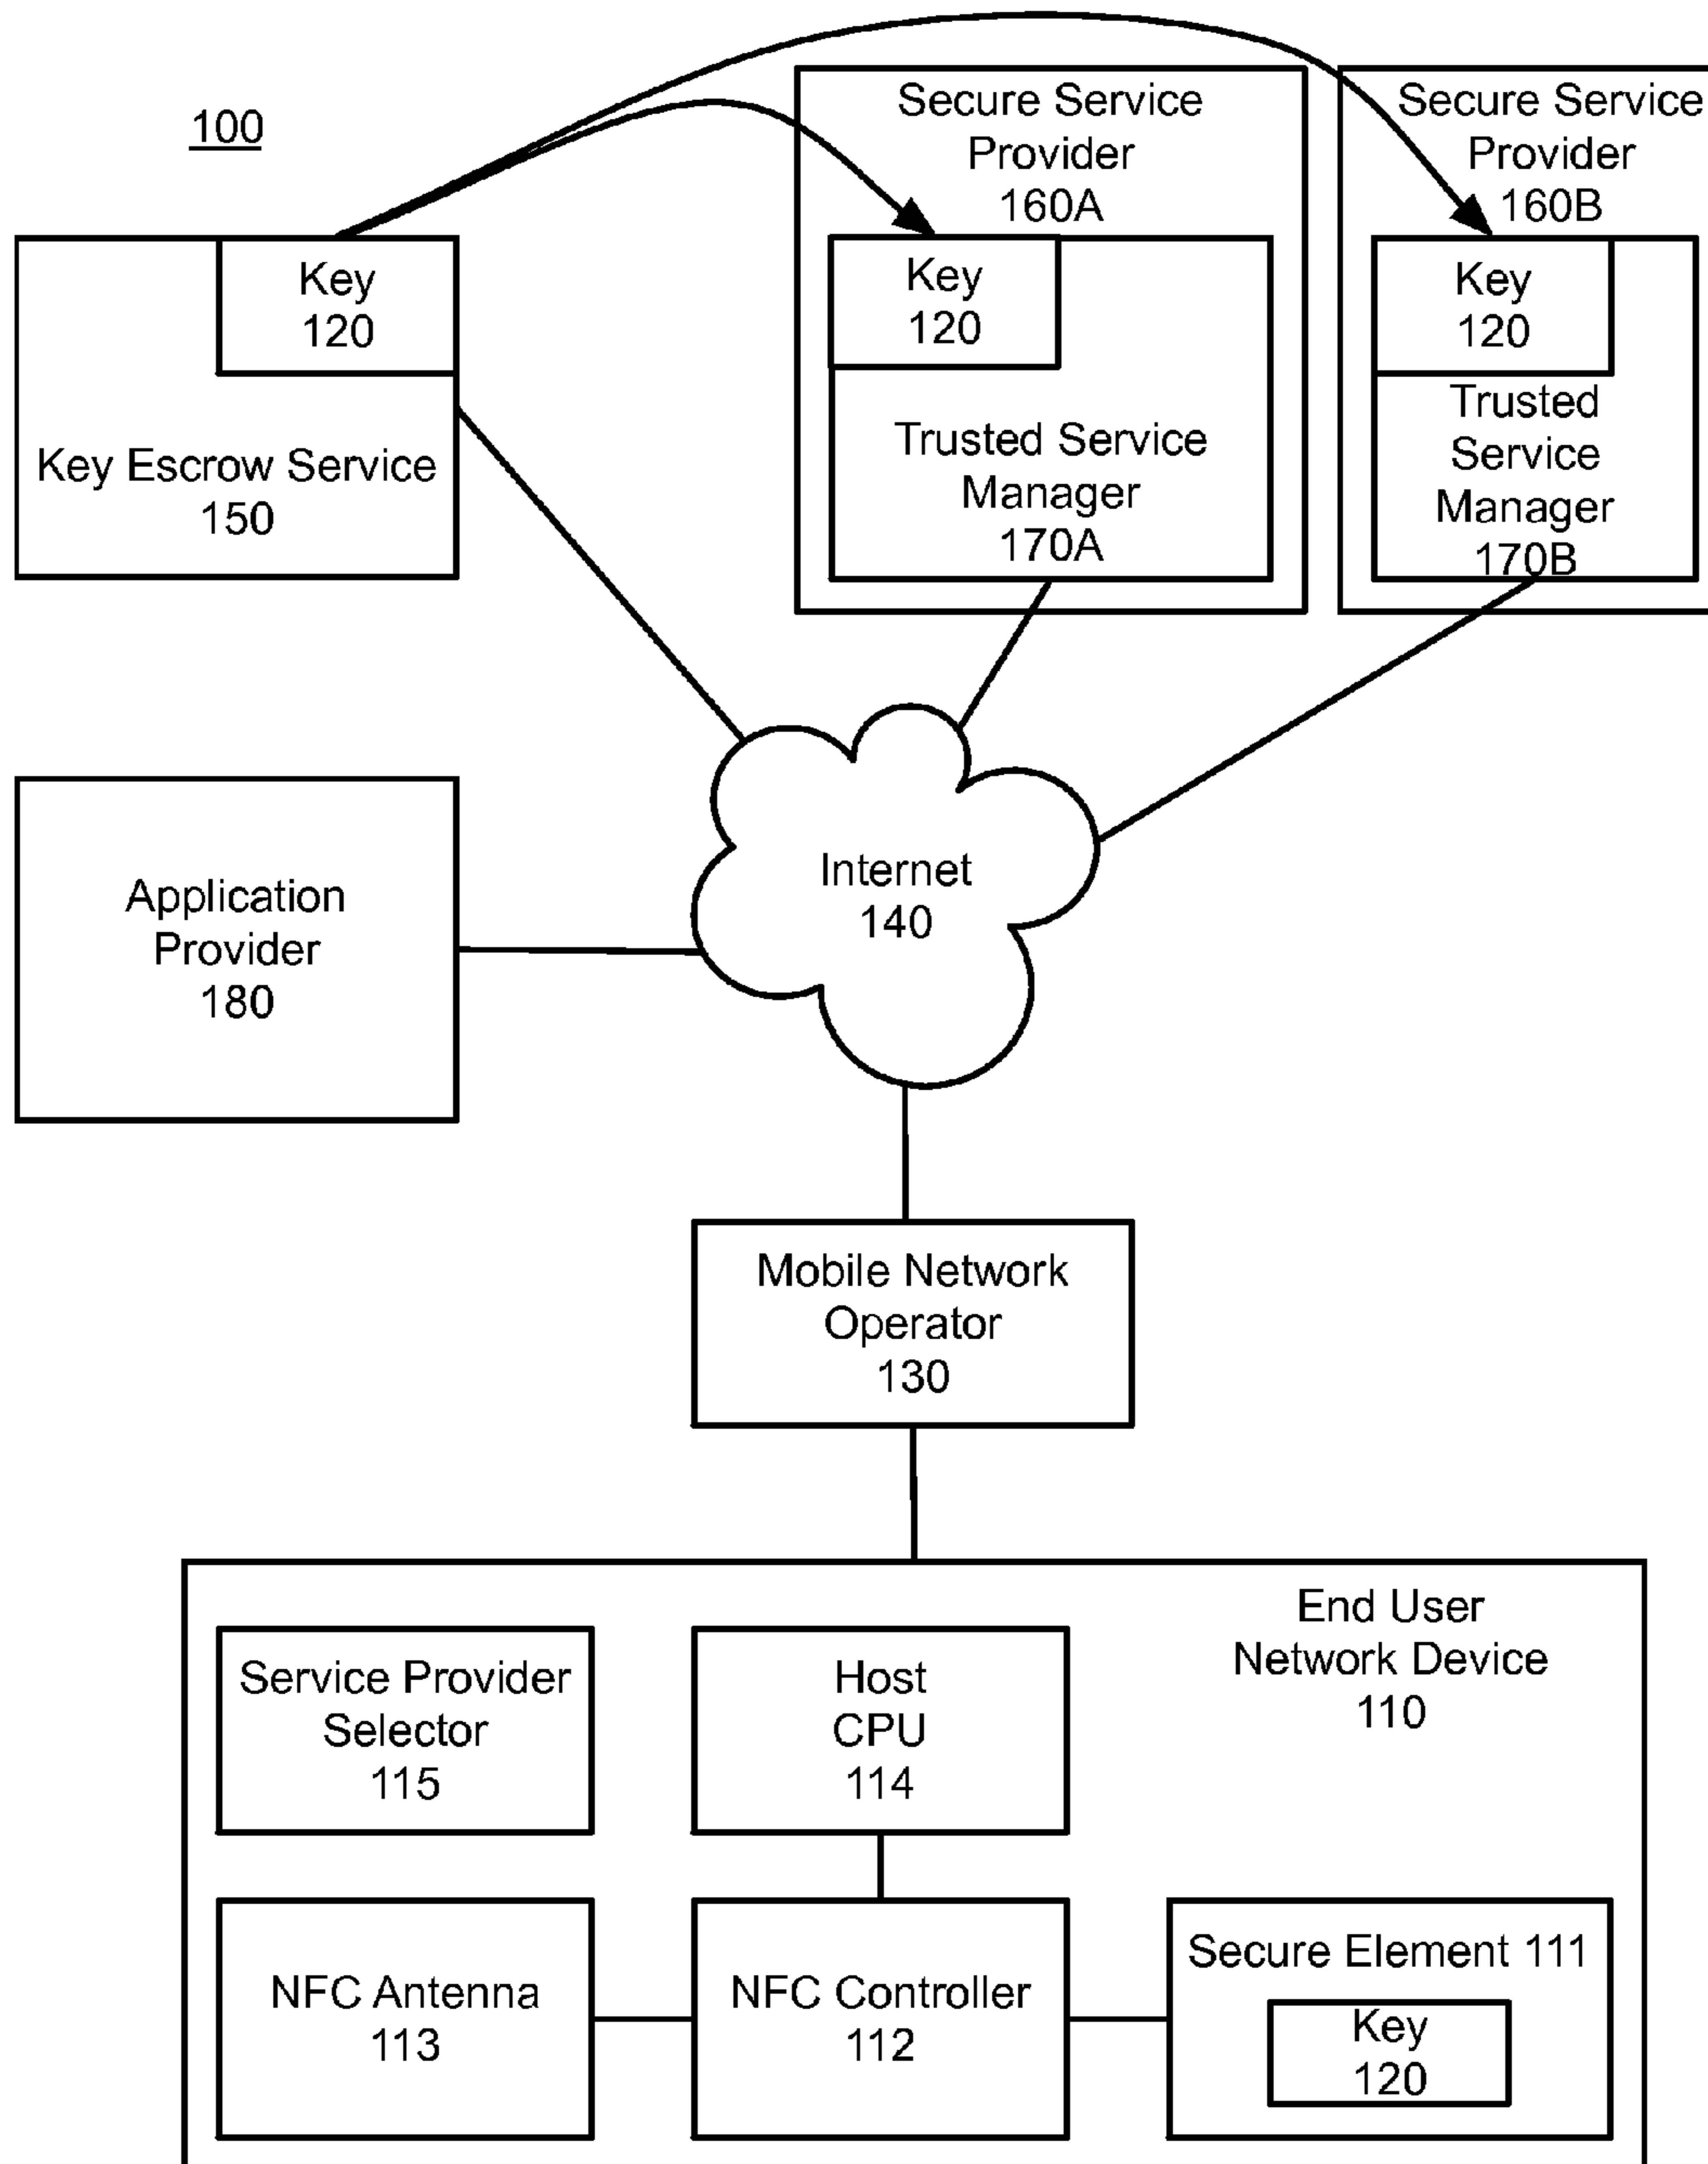 100
Secure Service
Provider
160A
Secure Service
Provider
160B
Key
120
Key Escrow Service
150
Key
120
Trusted Service
Manager
170A
Key
120
Trusted
Service
Manager
170B
Internet
140
Application
Provider
180
Mobile Network
Operator
130
End User
Network Device
110
Service Provider
Selector
115
Host
CPU
114
NFC Antenna
113
NFC Controller
112
Secure Element 111
Key
120